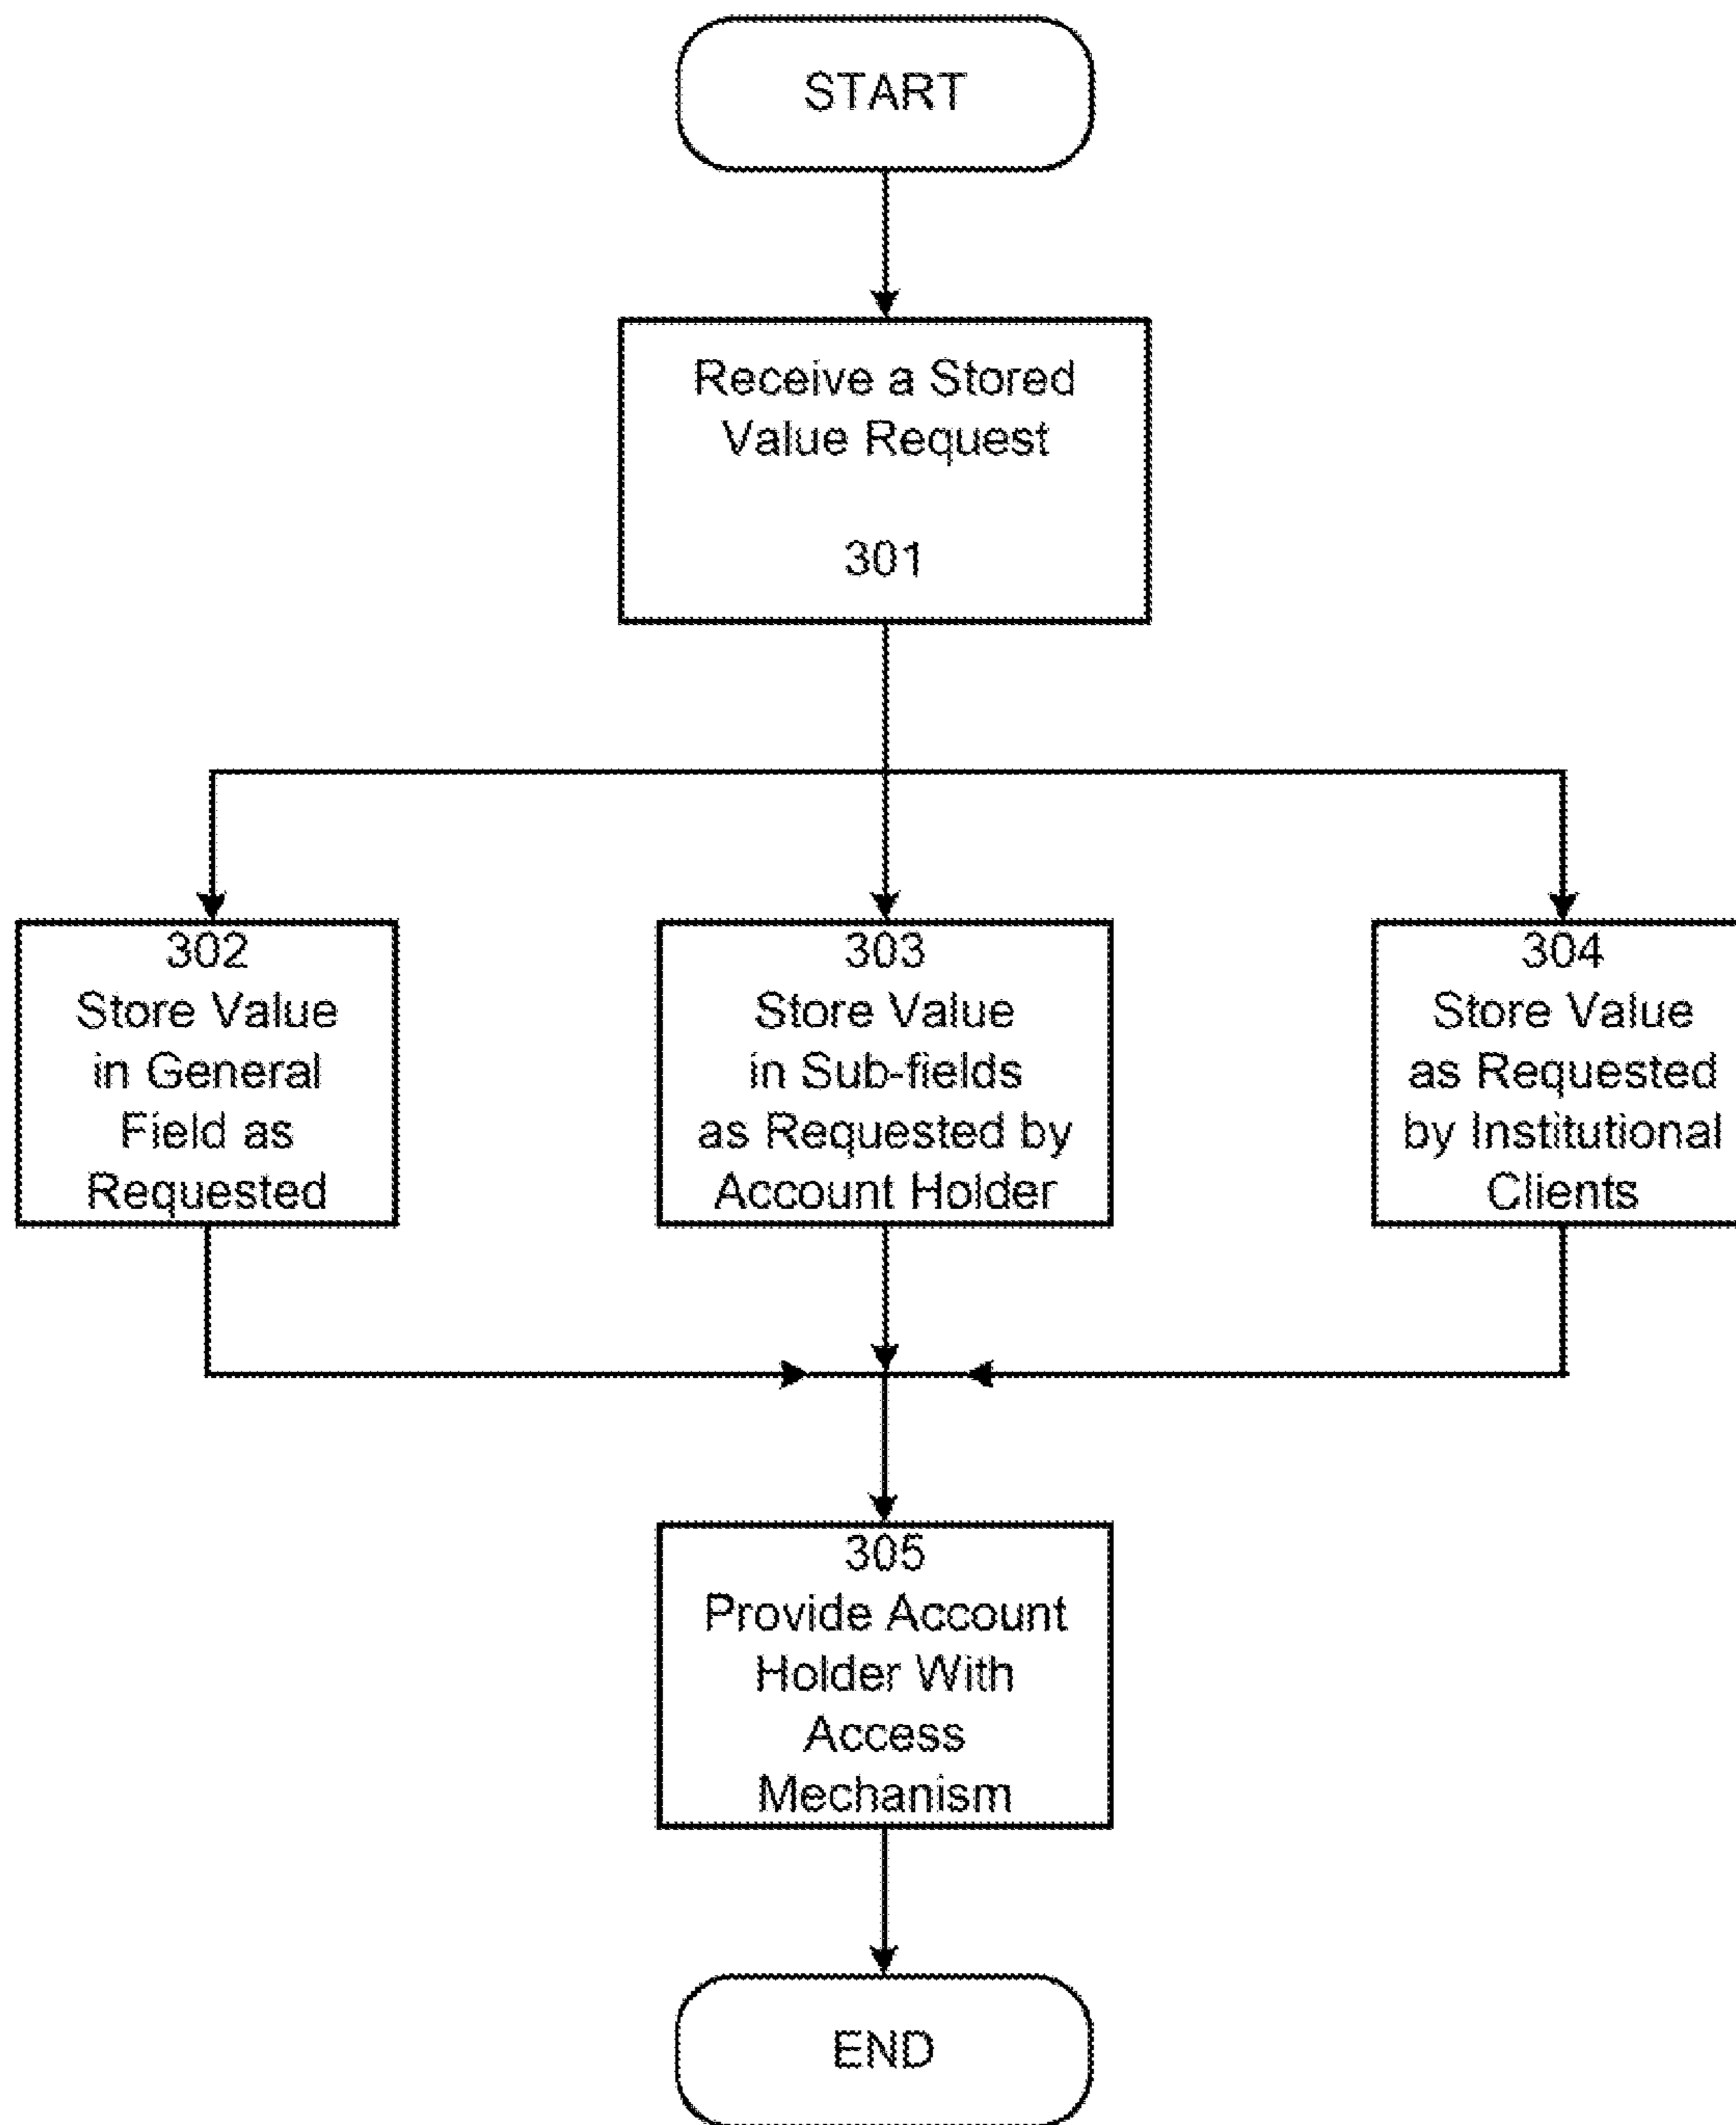 START
Receive a Stored
Value Request
301
302
Store Value
in General
Field as
Requested
303
Store Value
in Sub-fields
as Requested by
Account Holder
304
Store Value
as Requested
by Institutional
Clients
305
Provide Account
Holder With
Access
Mechanism
END